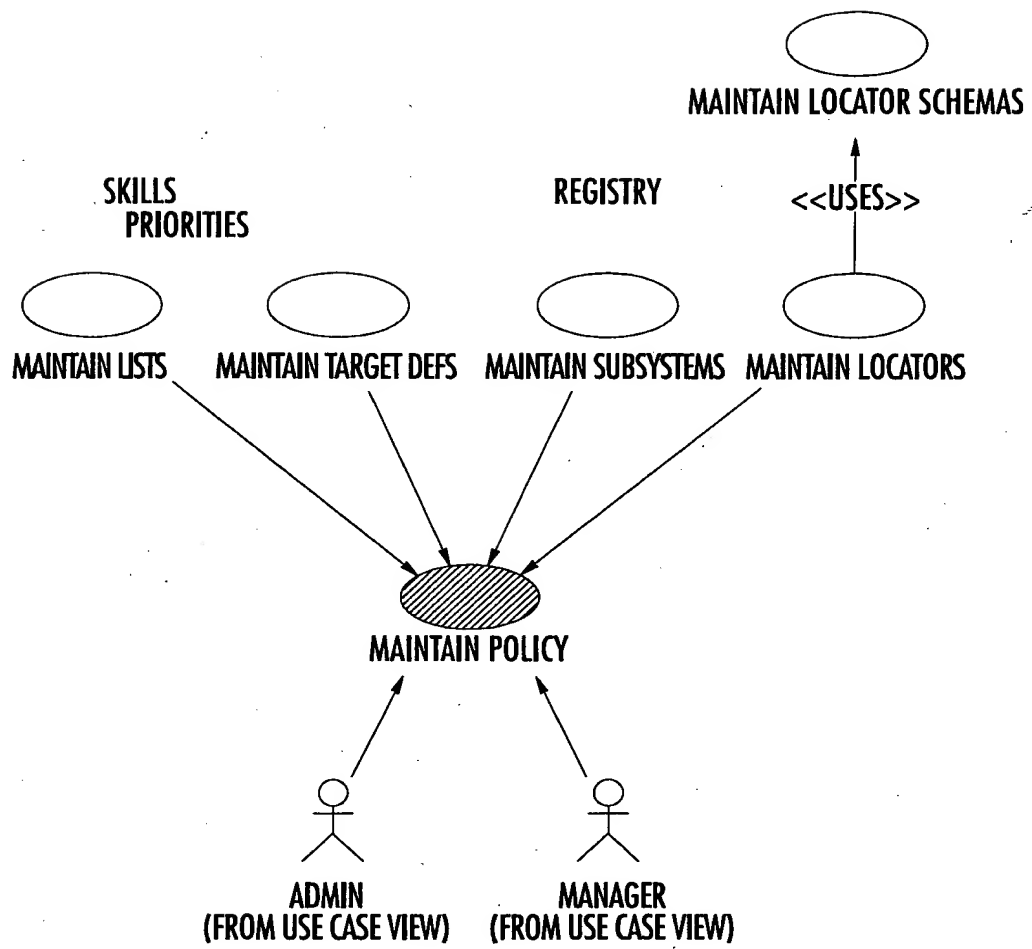 MAINTAIN LOCATOR SCHEMAS
SKILLS
PRIORITIES
REGISTRY
<<USES>>
MAINTAIN LISTS
MAINTAIN TARGET DEFS
MAINTAIN SUBSYSTEMS
MAINTAIN LOCATORS
MAINTAIN POLICY
ADMIN
(FROM USE CASE VIEW)
MANAGER
(FROM USE CASE VIEW)